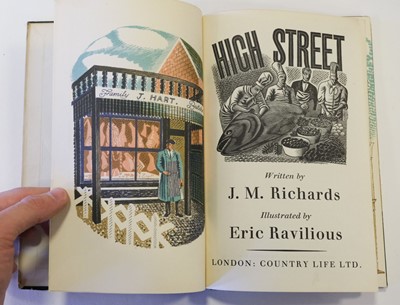 Family J. HART.
HIGH STREET
Written by
J. M. Richards
Illustrated by
Eric Ravilious
LONDON: COUNTRY LIFE LTD.